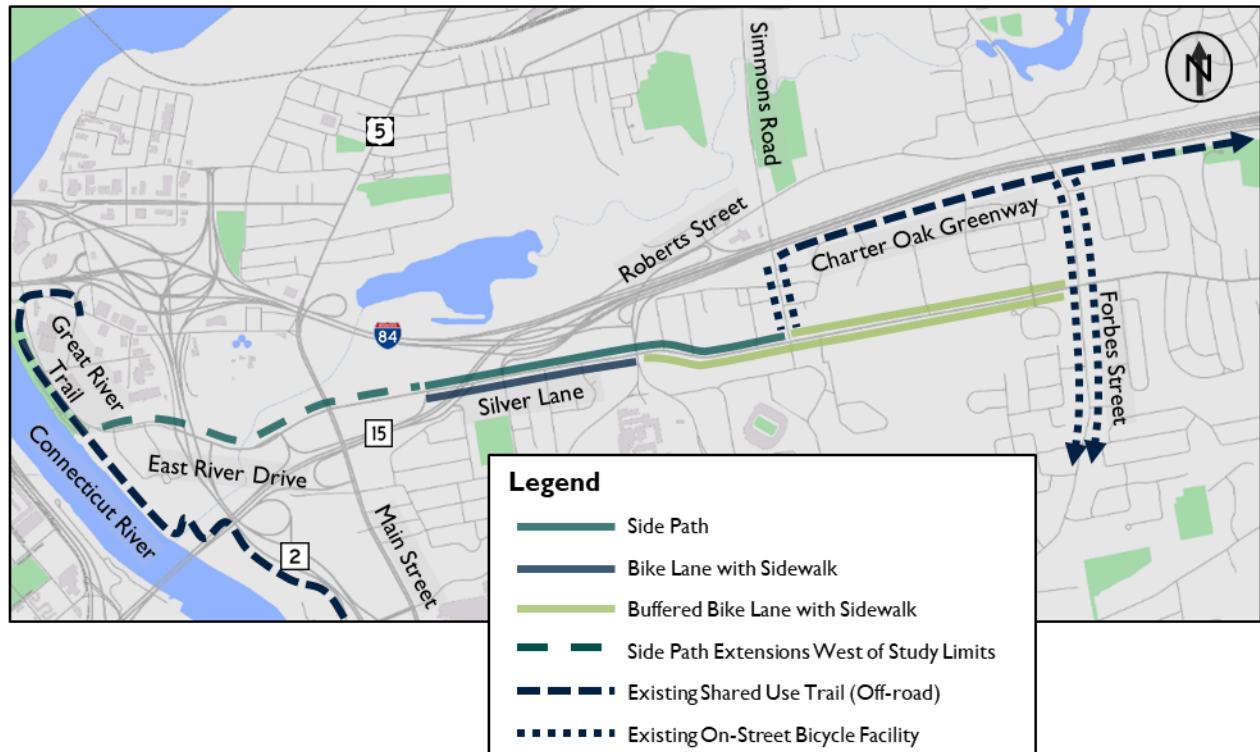 Simmons
Road
N
5
Roberts Street
Charter Oak Greenway
Great River
Trail
INTERSTATE
84
Forbes Street
Silver Lane
15
East River Drive
Connecticut River
Main Street
2
Legend
Side Path
Bike Lane with Sidewalk
Buffered Bike Lane with Sidewalk
Side Path Extensions West of Study Limits
Existing Shared Use Trail (Off-road)
Existing On-Street Bicycle Facility